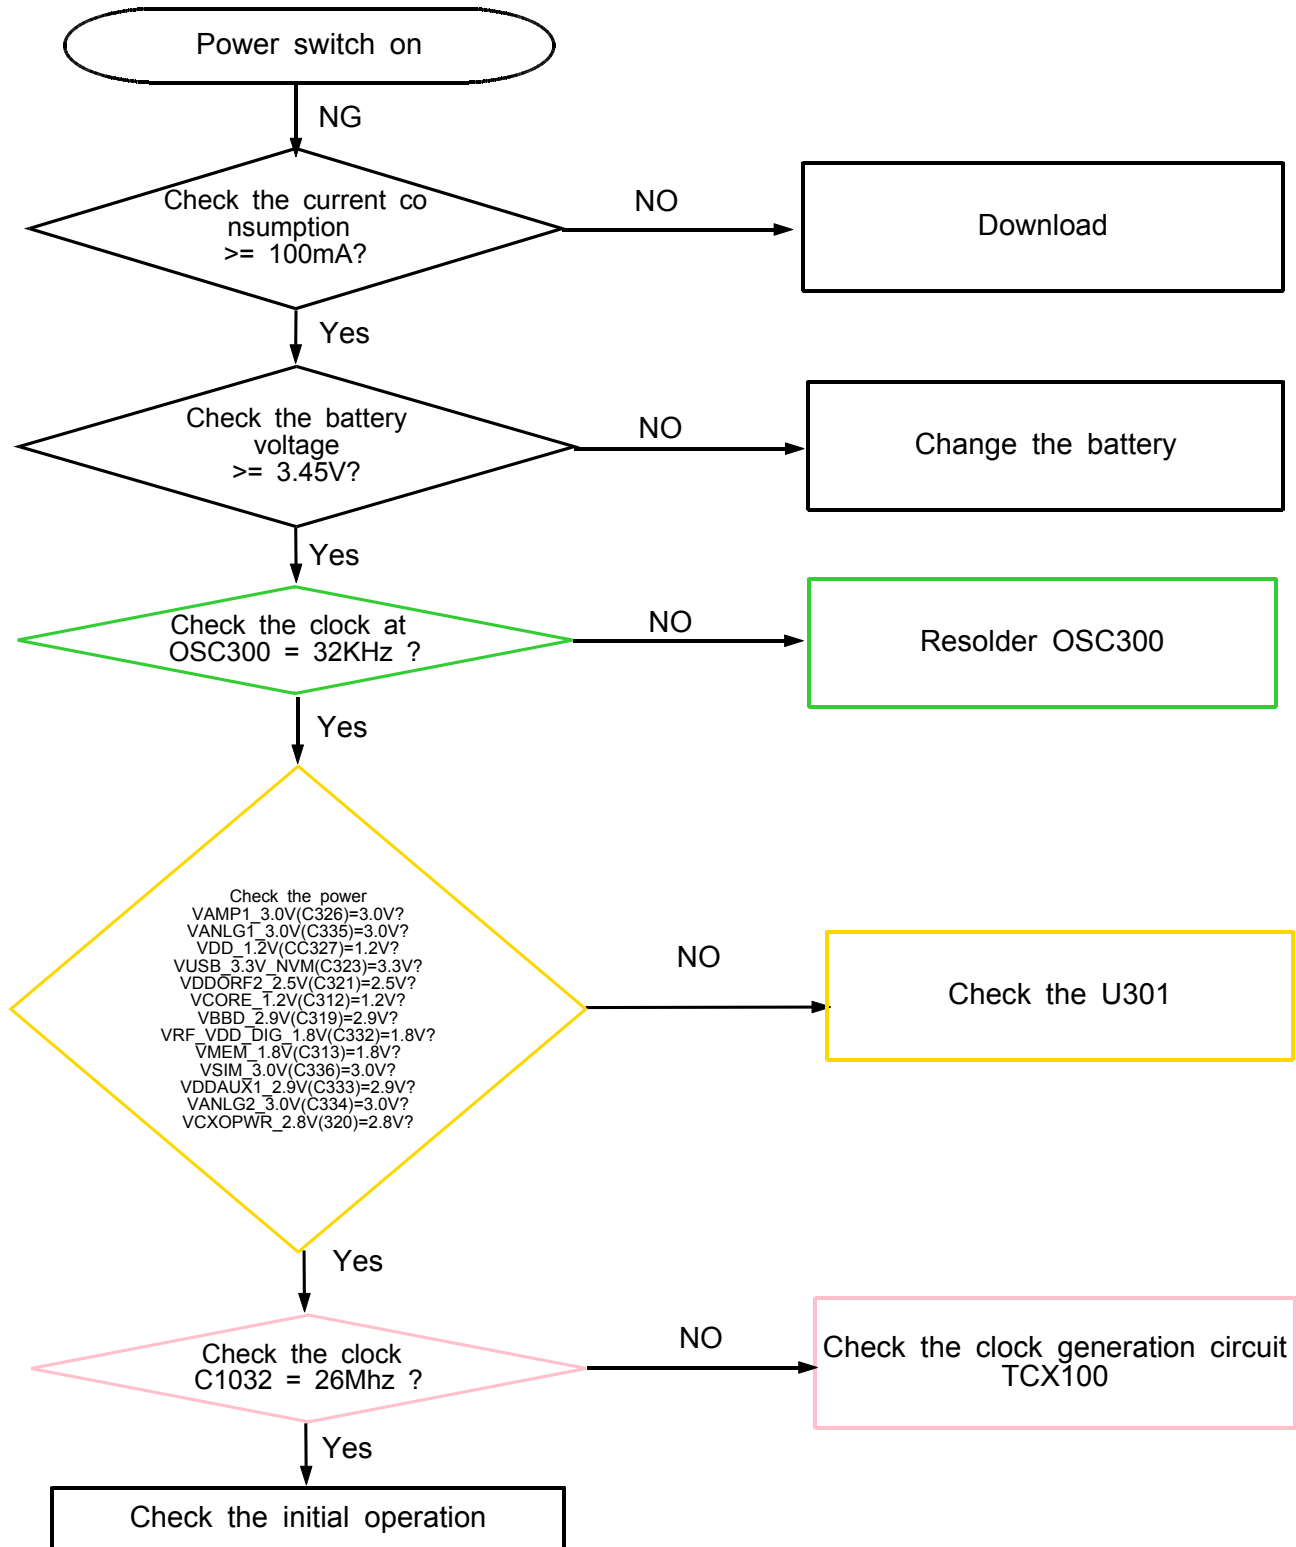 Power switch on
NG
Check the current co
nsumption
>= 100mA?
NO
Download
Yes
Check the battery
voltage
>= 3.45V?
NO
Change the battery
Yes
Check the clock at
OSC300 = 32KHz ?
NO
Resolder OSC300
Yes
Check the power
VAMP1_3.0V(C326)=3.0V?
VANLG1_3.0V(C335)=3.0V?
VDD_1.2V(CC327)=1.2V?
VUSB_3.3V_NVM(C323)=3.3V?
VDDORF2_2.5V(C321)=2.5V?
VCORE_1.2V(C312)=1.2V?
VBBD_2.9V(C319)=2.9V?
VRF_VDD_DIG_1.8V(C332)=1.8V?
VMEM_1.8V(C313)=1.8V?
VSIM_3.0V(C336)=3.0V?
VDDAUX1_2.9V(C333)=2.9V?
VANLG2_3.0V(C334)=3.0V?
VCXOPWR_2.8V(320)=2.8V?
NO
Check the U301
Yes
Check the clock
C1032 = 26Mhz ?
NO
Check the clock generation circuit
TCX100
Yes
Check the initial operation